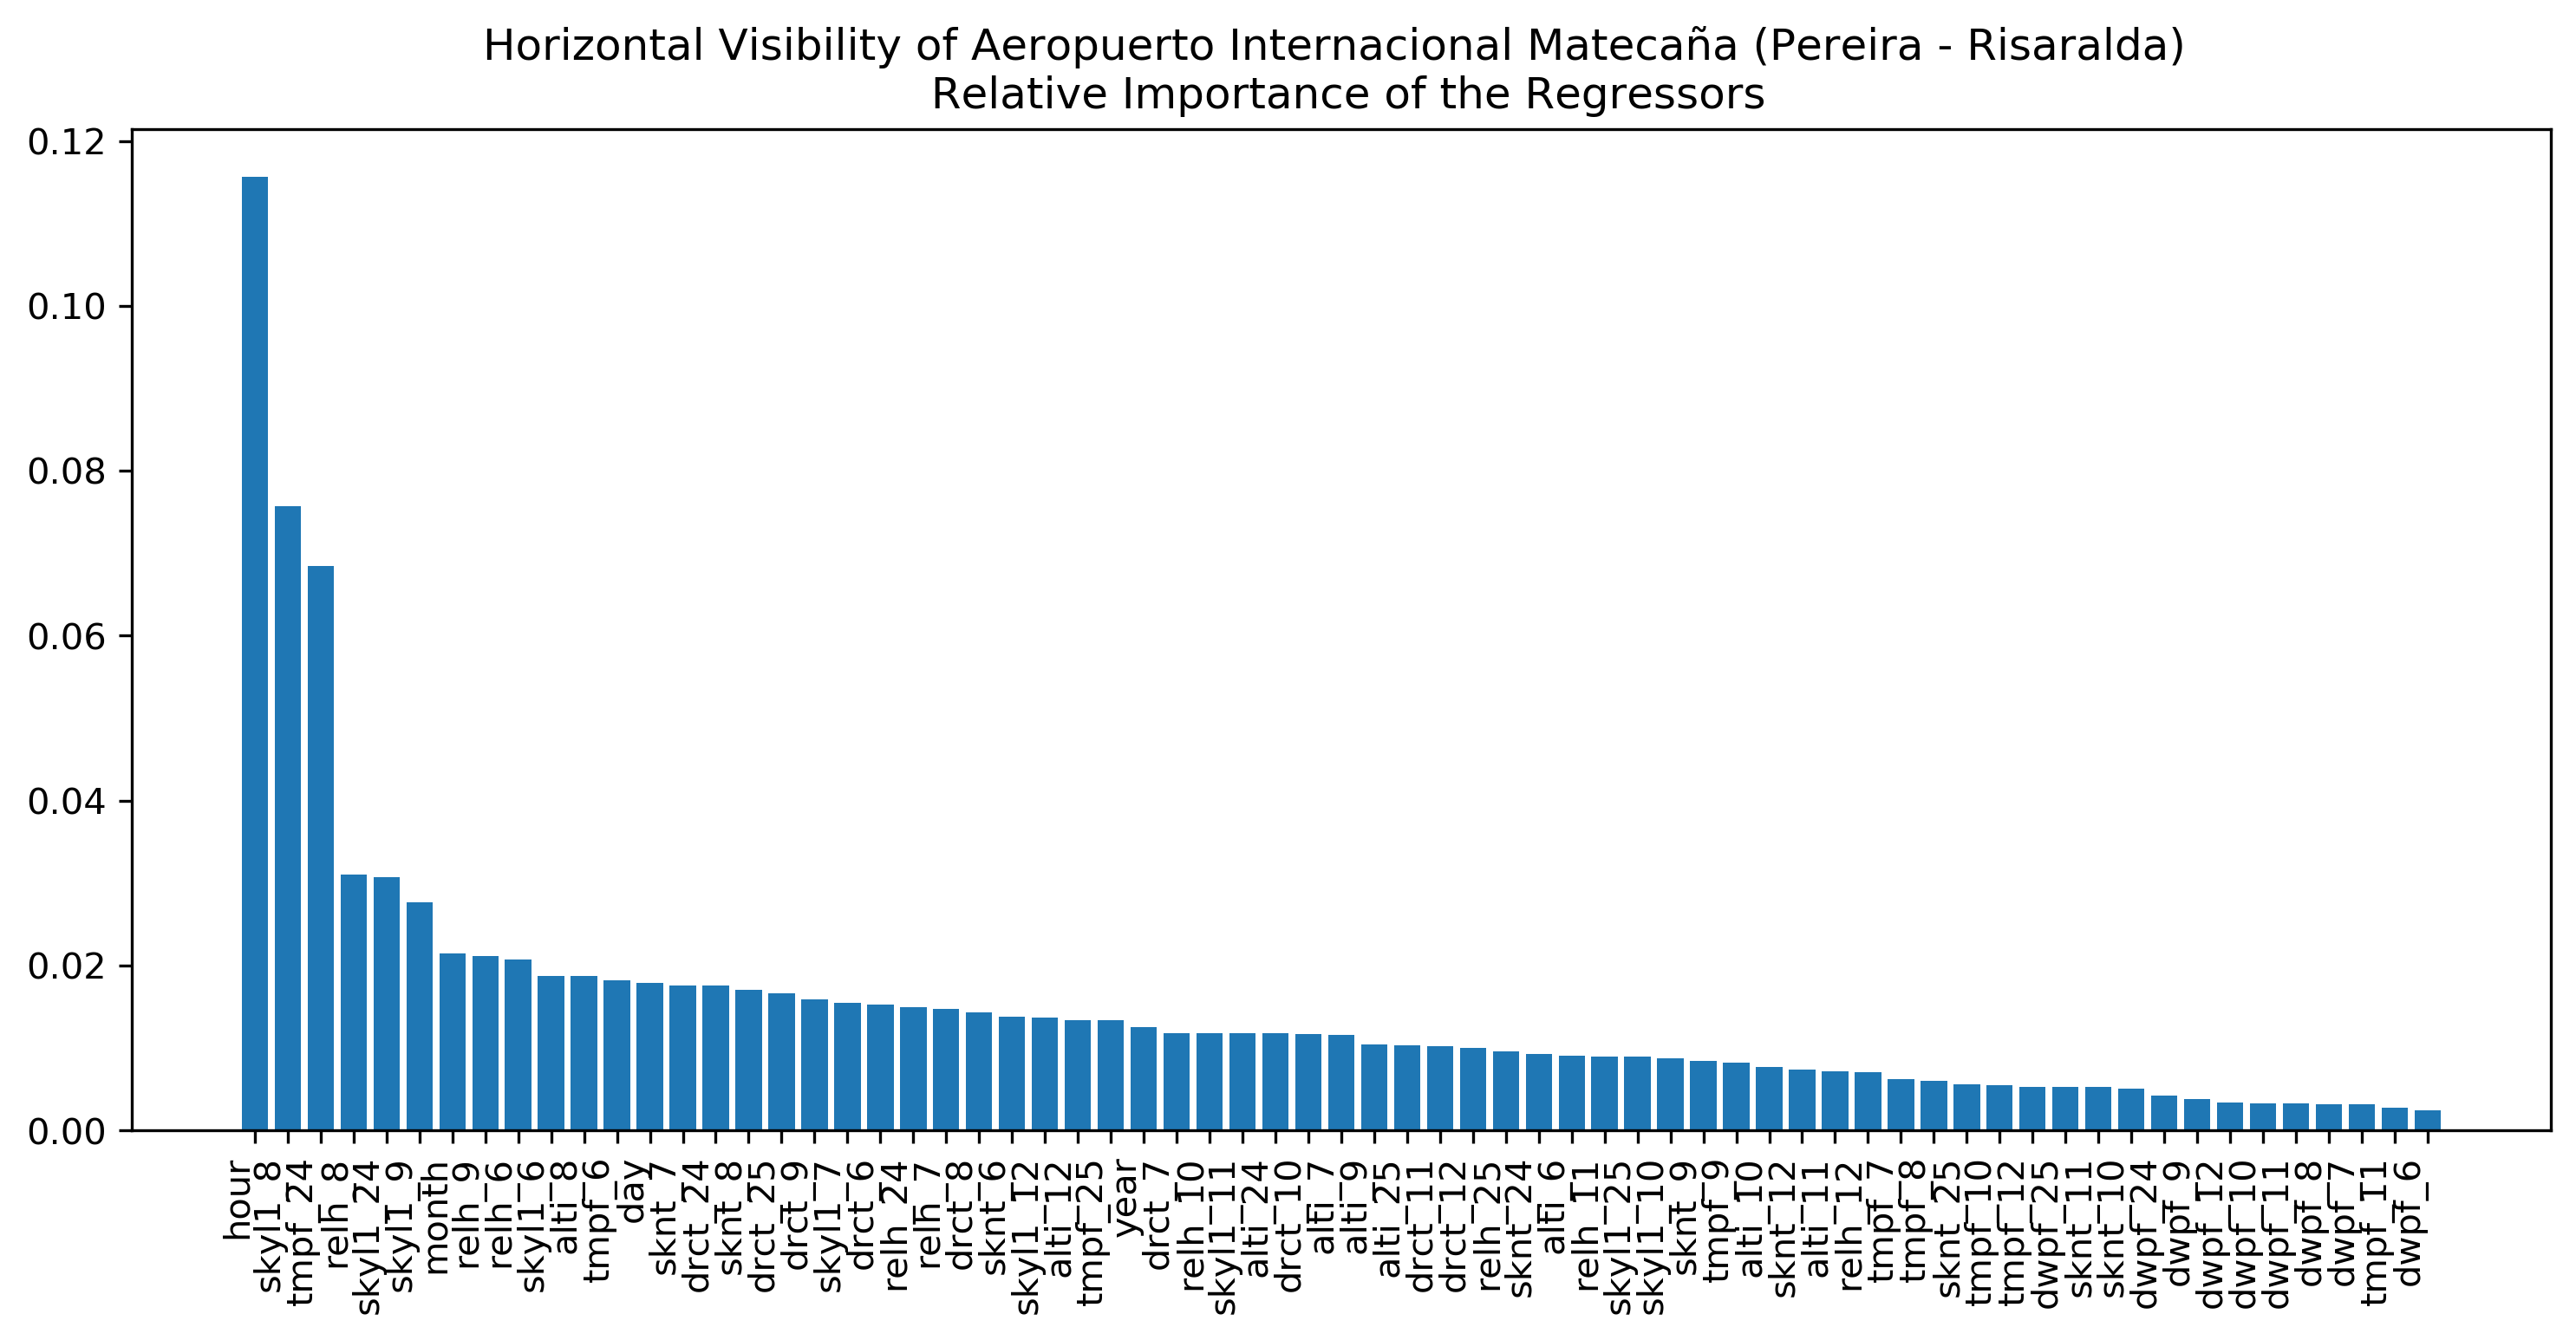 Horizontal Visibility of Aeropuerto Internacional Matecaña (Pereira - Risaralda)
Relative Importance of the Regressors
0.12
0.10
0.08
0.06
0.04
0.02
0.00
hour
skyl1_8
tmpf_24
relh_8
skyl1_24
skyl1_9
month
relh_9
relh_6
skyl1_6
alti_8
tmpf_6
day
sknt_7
drct_24
sknt_8
drct_25
drct_9
skyl1_7
drct_6
relh_24
relh_7
drct_8
sknt_6
skyl1_12
alti_12
tmpf_25
year
drct_7
relh_10
skyl1_11
alti_24
drct_10
alti_7
alti_9
alti_25
drct_11
drct_12
relh_25
sknt_24
alti_6
relh_11
skyl1_25
skyl1_10
sknt_9
tmpf_9
alti_10
sknt_12
alti_11
relh_12
tmpf_7
tmpf_8
sknt_25
tmpf_10
tmpf_12
dwpf_25
sknt_11
sknt_10
dwpf_24
dwpf_9
dwpf_12
dwpf_10
dwpf_11
dwpf_8
dwpf_7
tmpf_11
dwpf_6